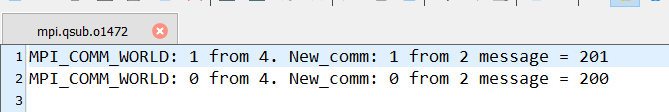 mpi.qsub.o1472
1 MPI_COMM_WORLD: 1 from 4. New_comm: 1 from 2 message = 201
2 MPI_COMM_WORLD: 0 from 4. New_comm: 0 from 2 message = 200
3